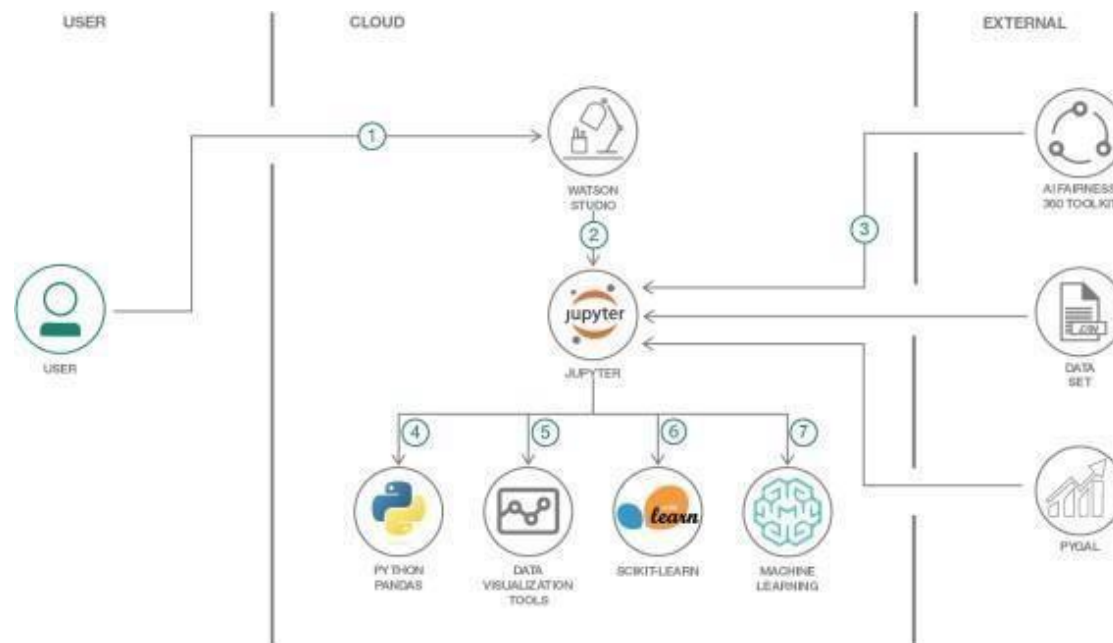 USER
CLOUD
EXTERNAL
1
WATSON
STUDIO
2
3
AI FAIRNESS
360 TOOLKIT
jupyter
JUPYTER
.CSV
DATA
SET
USER
4
5
6
7
learn
PYTHON
PANDAS
DATA
VISUALIZATION
TOOLS
SCIKIT-LEARN
MACHINE
LEARNING
PYGAL